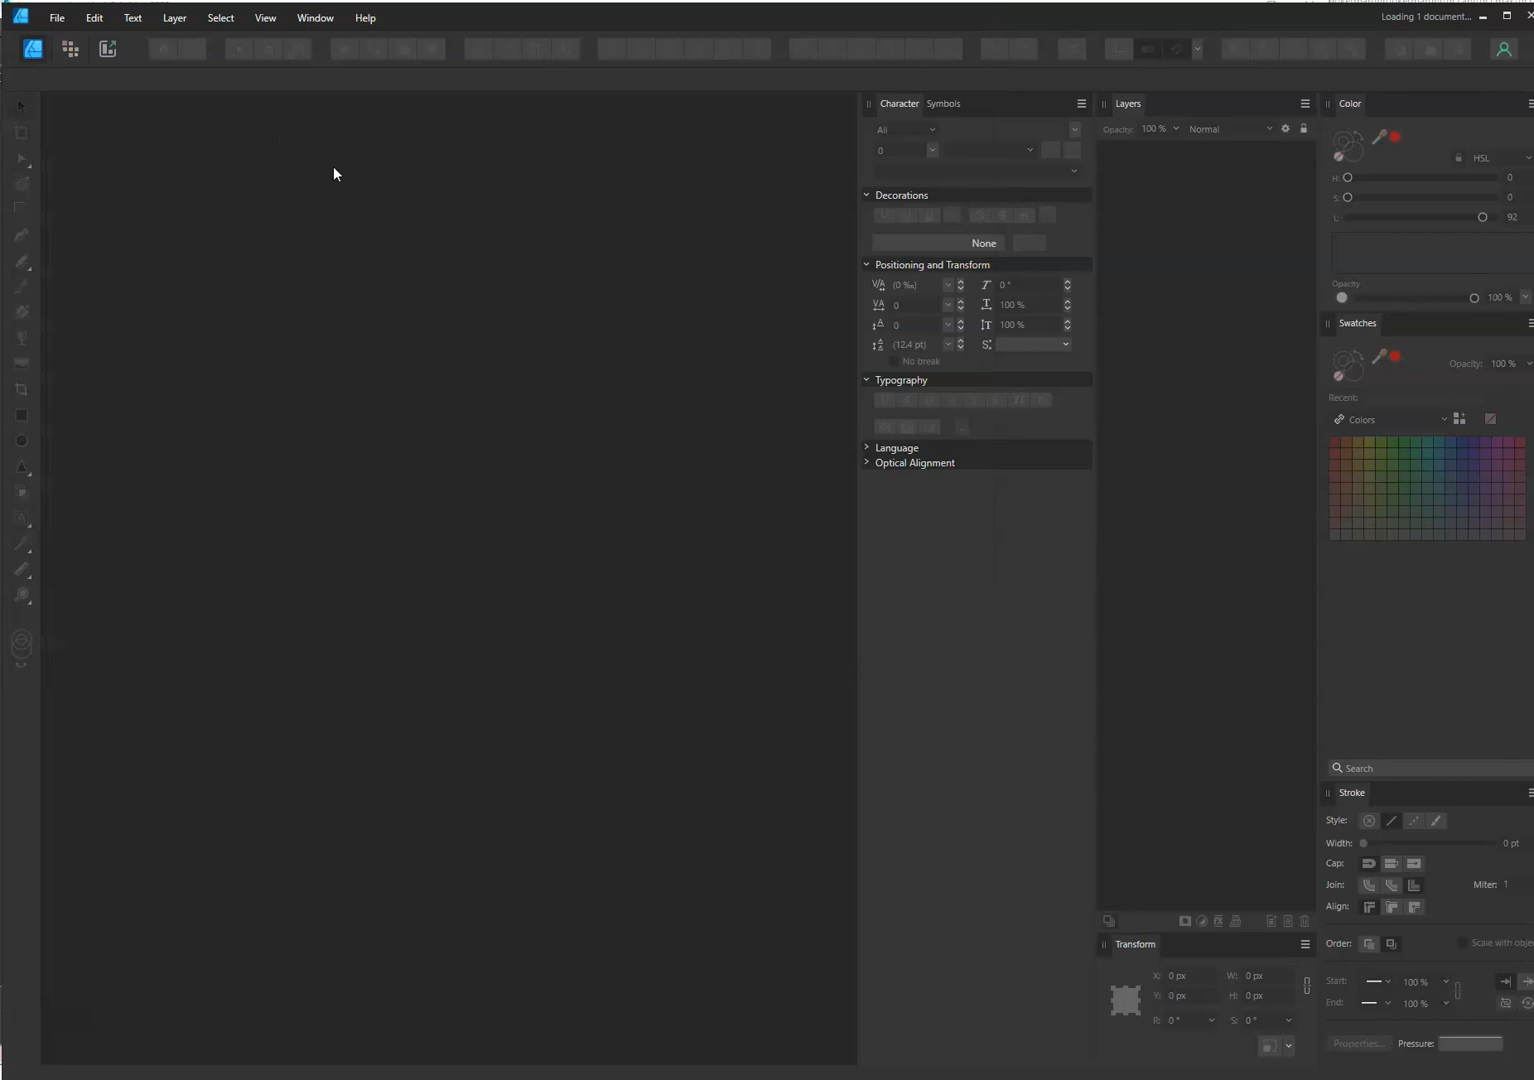 File Edit Text Layer Select View Window Help Loading 1 document...
Character Symbols
All
0
Decorations
None
Positioning and Transform
(0 ‰) 0 °
0 100 %
0 100 %
(12.4 pt)
No break
Typography
Language
Optical Alignment
Layers
Opacity: 100 % Normal
Transform
X: 0 px W: 0 px
Y: 0 px H: 0 px
R: 0 ° S: 0 °
Color
HSL
H: 0
S: 0
L: 92
Opacity
100 %
Swatches
Opacity: 100 %
Recent:
Colors
Search
Stroke
Style:
Width: 0 pt
Cap:
Join: Miter: 1
Align:
Order: Scale with obje
Start: 100 %
End: 100 %
Properties... Pressure: